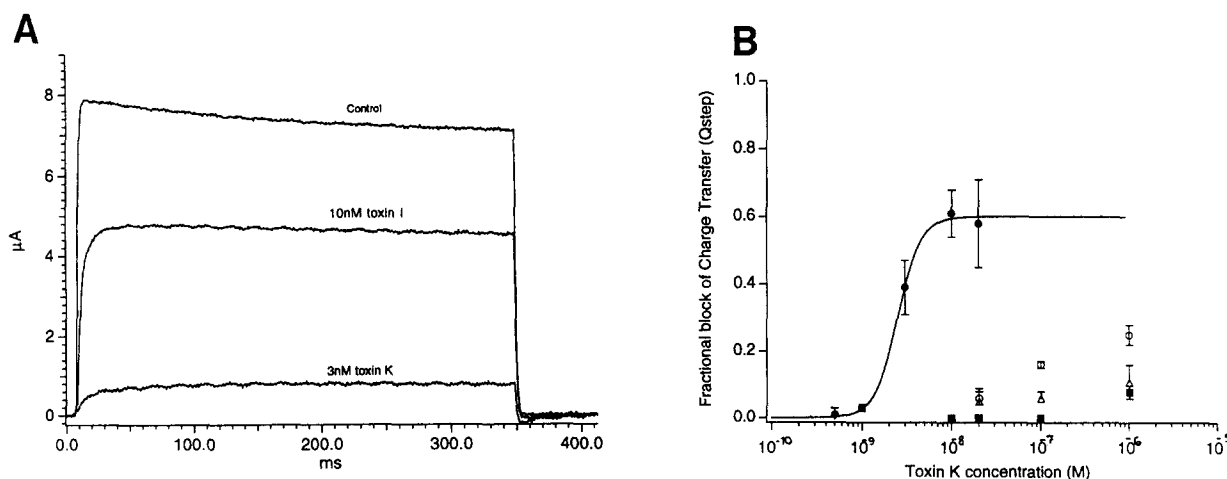 A
8
6
4
2
0
µA
Control
10nM toxin I
3nM toxin K
0.0
100.0
200.0
300.0
400.0
ms
B
1.0
0.8
0.6
0.4
0.2
0.0
Fractional block of Charge Transfer (Qstep)
10-10
10-9
10-8
10-7
10-6
Toxin K concentration (M)